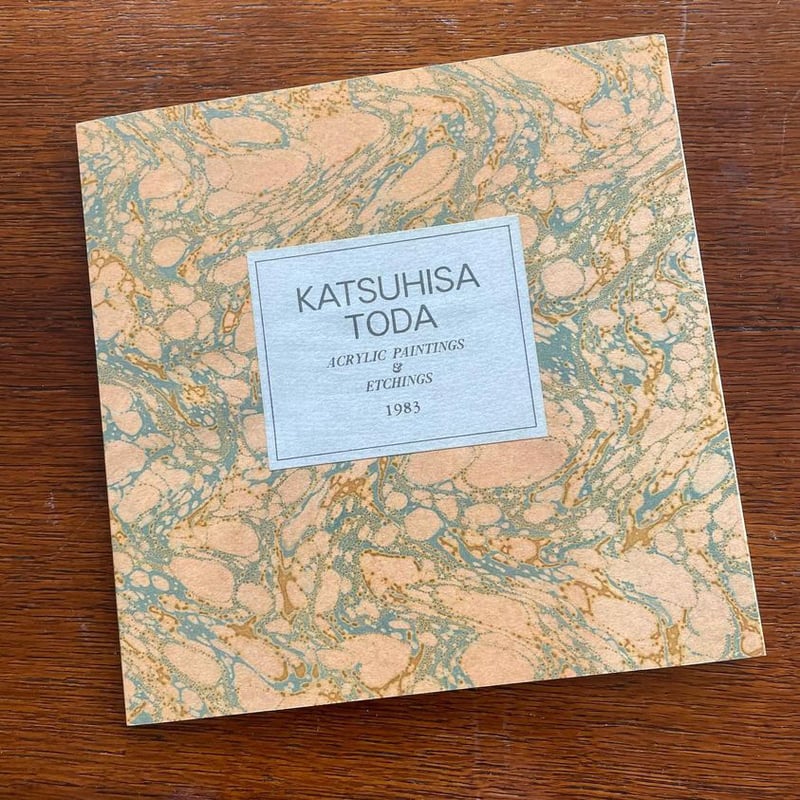 KATSUHISA
TODA
ACRYLIC PAINTINGS
&
ETCHINGS
1983